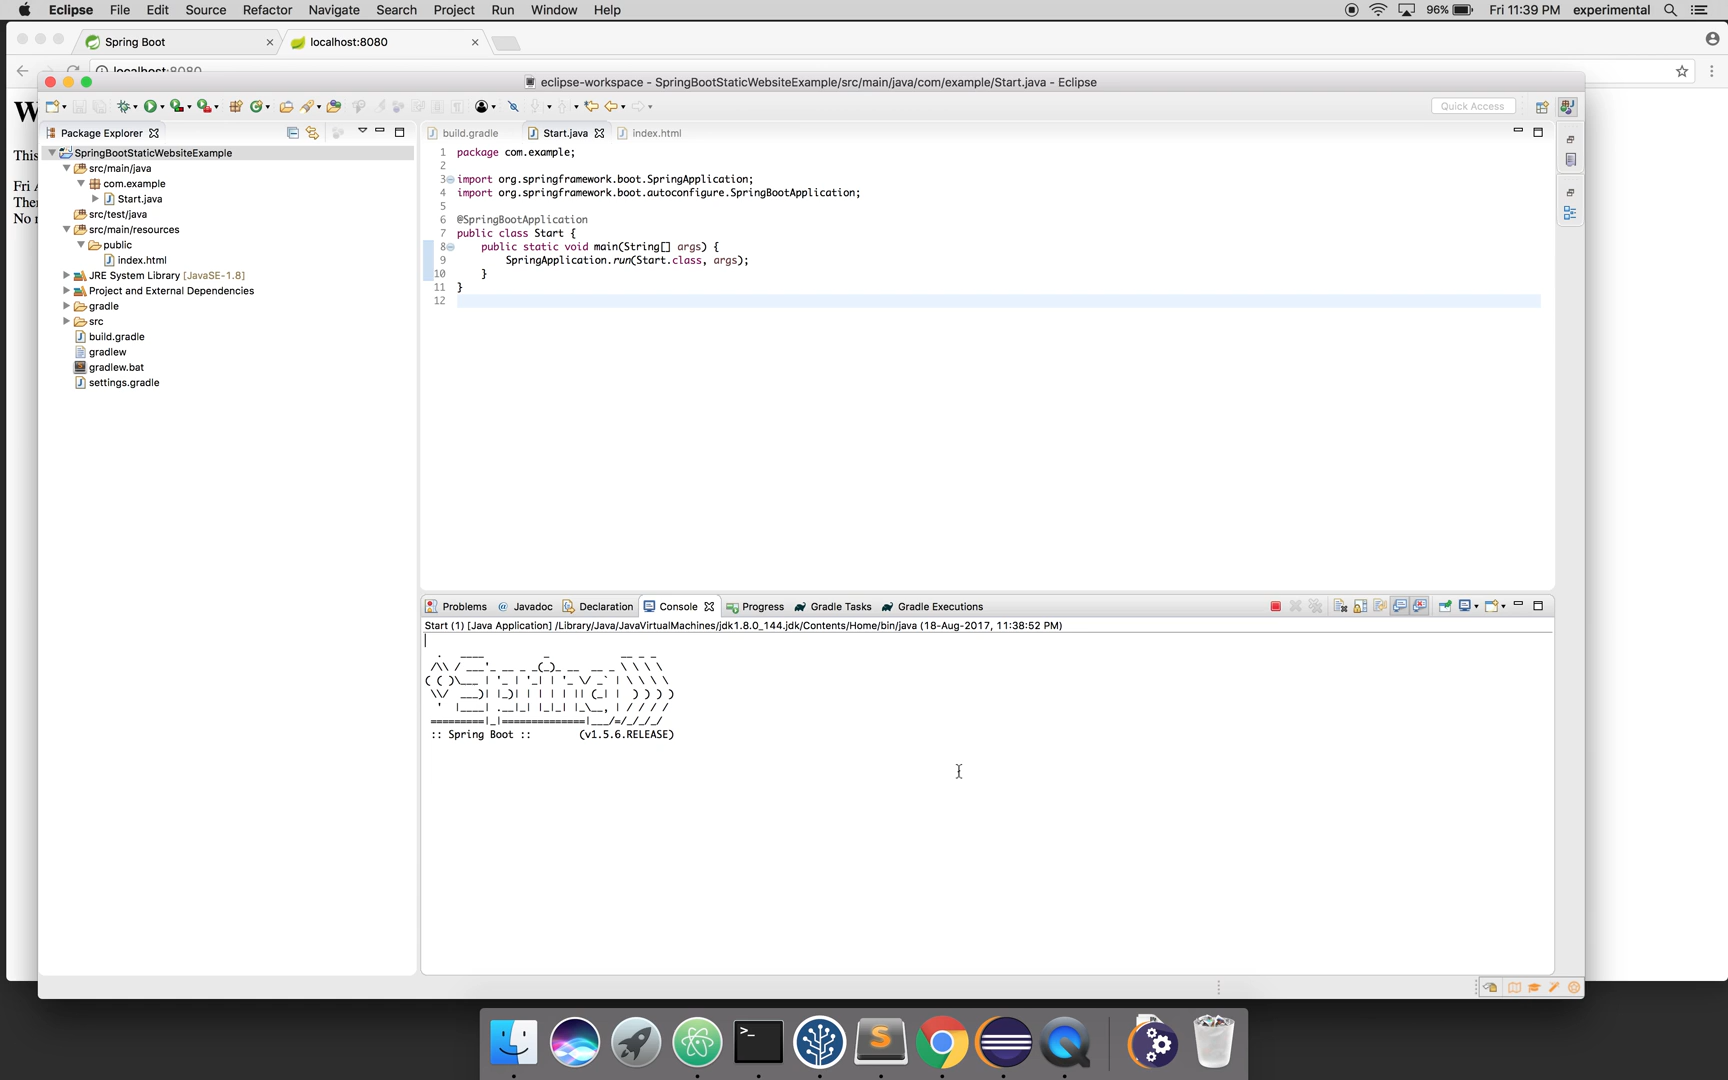 Eclipse File Edit Source Refactor Navigate Search Project Run Window Help 96% Fri 11:39 PM experimental
Spring Boot localhost:8080
localhost:8080
eclipse-workspace - SpringBootStaticWebsiteExample/src/main/java/com/example/Start.java - Eclipse
Quick Access
W
This
Fri
No
Package Explorer
SpringBootStaticWebsiteExample
src/main/java
com.example
Start.java
src/test/java
src/main/resources
public
index.html
JRE System Library [JavaSE-1.8]
Project and External Dependencies
gradle
src
build.gradle
gradlew
gradlew.bat
settings.gradle
build.gradle Start.java index.html
1 package com.example;
2
3 import org.springframework.boot.SpringApplication;
4 import org.springframework.boot.autoconfigure.SpringBootApplication;
5
6 @SpringBootApplication
7 public class Start {
8 public static void main(String[] args) {
9 SpringApplication.run(Start.class, args);
10 }
11 }
12
Problems @ Javadoc Declaration Console Progress Gradle Tasks Gradle Executions
Start (1) [Java Application] /Library/Java/JavaVirtualMachines/jdk1.8.0_144.jdk/Contents/Home/bin/java (18-Aug-2017, 11:38:52 PM)
:: Spring Boot :: (v1.5.6.RELEASE)